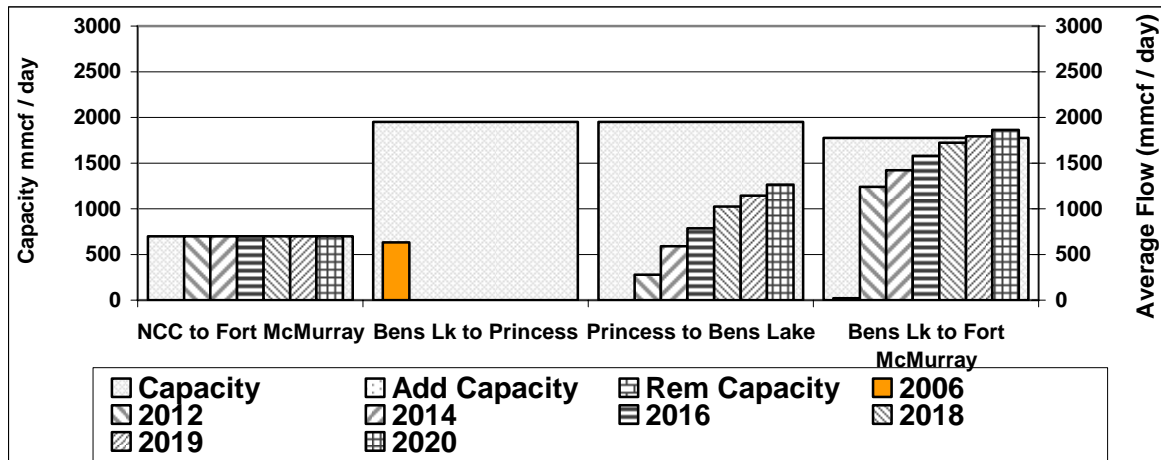 Capacity mmcf / day
3000
2500
2000
1500
1000
500
0
3000
2500
2000
1500
1000
500
0
Average Flow (mmcf / day)
NCC to Fort McMurray
Bens Lk to Princess
Princess to Bens Lake
Bens Lk to Fort
McMurray
Capacity
Add Capacity
Rem Capacity
2006
2012
2014
2016
2018
2019
2020